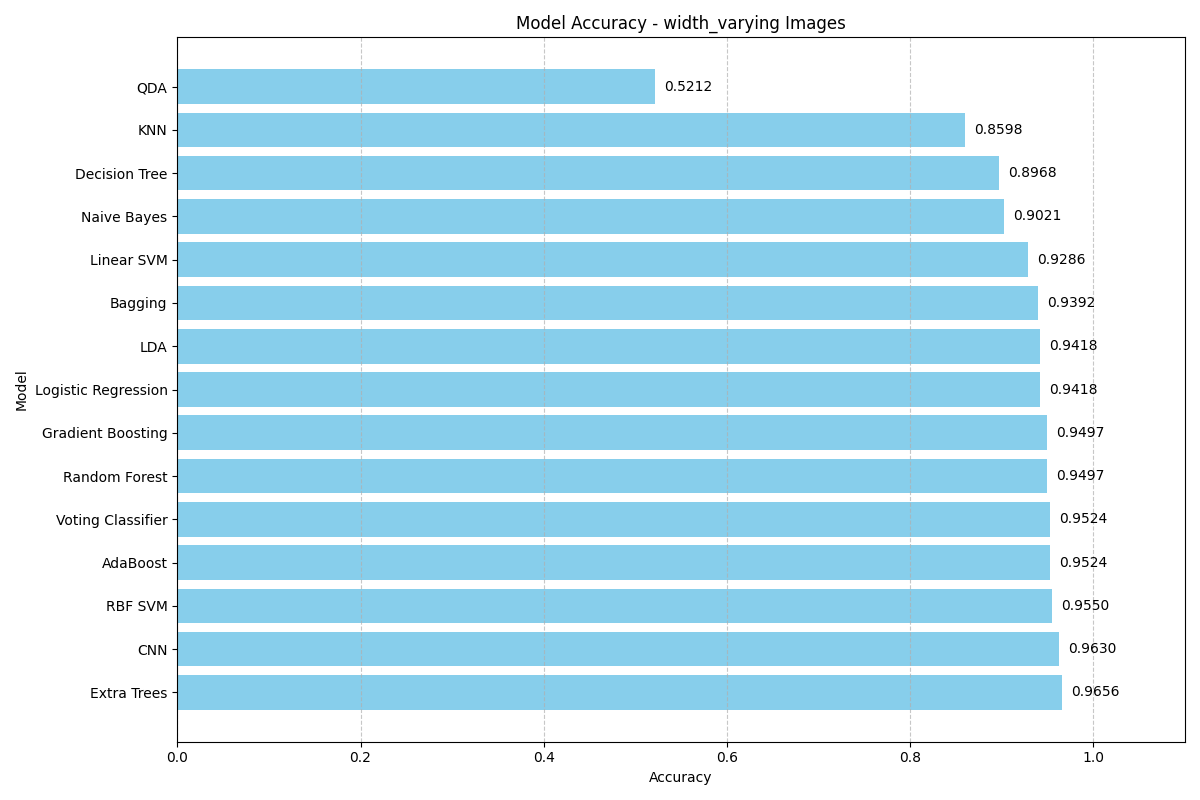 Model Accuracy - width_varying Images
QDA 0.5212
KNN 0.8598
Decision Tree 0.8968
Naive Bayes 0.9021
Linear SVM 0.9286
Bagging 0.9392
LDA 0.9418
Logistic Regression 0.9418
Gradient Boosting 0.9497
Random Forest 0.9497
Voting Classifier 0.9524
AdaBoost 0.9524
RBF SVM 0.9550
CNN 0.9630
Extra Trees 0.9656
Model
0.0 0.2 0.4 0.6 0.8 1.0
Accuracy